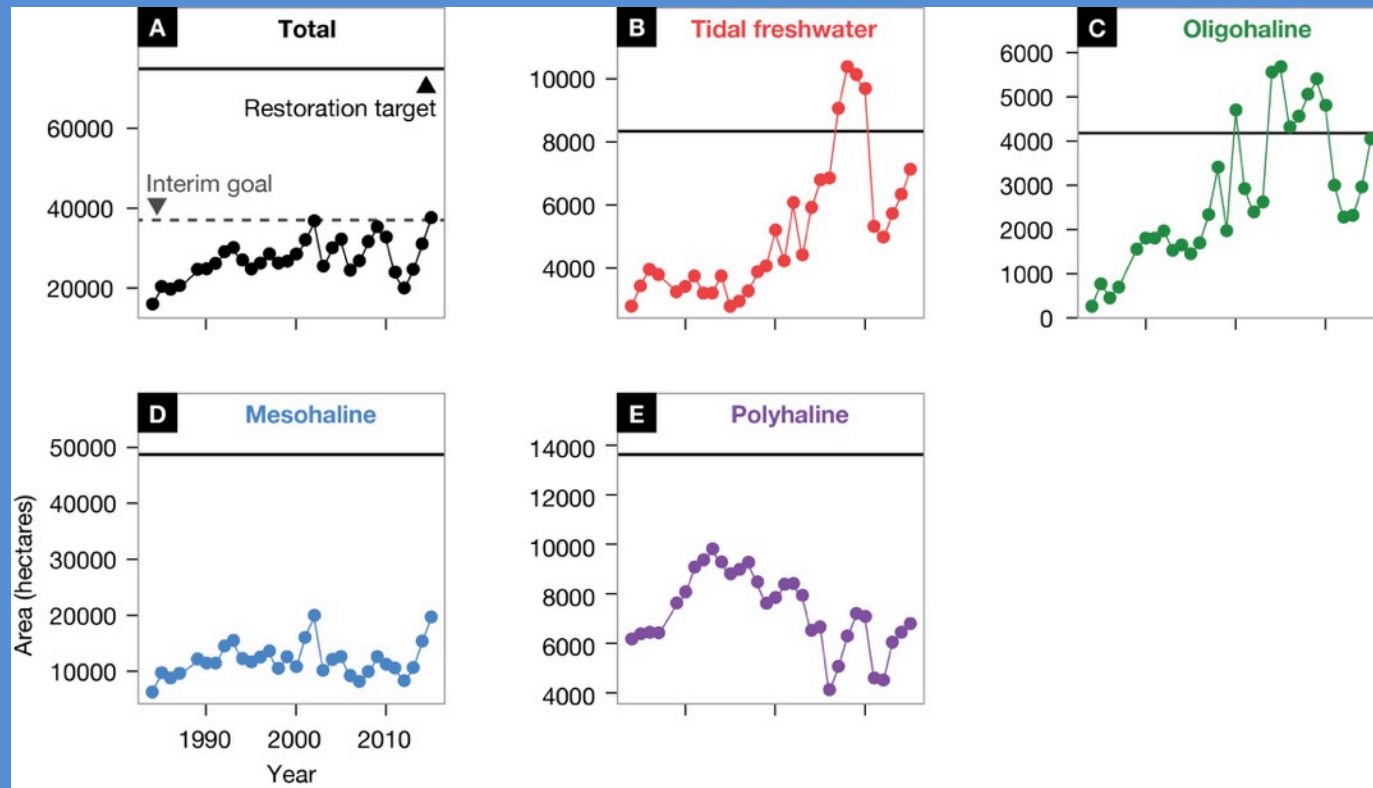 A Total
Restoration target
60000
Interim goal
40000
20000
B Tidal freshwater
10000
8000
6000
4000
C Oligohaline
6000
5000
4000
3000
2000
1000
0
D Mesohaline
50000
40000
30000
20000
10000
Area (hectares)
1990 2000 2010
Year
E Polyhaline
14000
12000
10000
8000
6000
4000